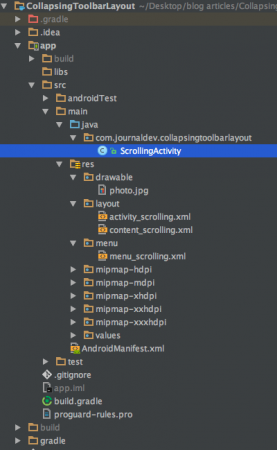 CollapsingToolbarLayout ~/Desktop/blog articles/Collapsing
.gradle
.idea
app
build
libs
src
androidTest
main
java
com.journaldev.collapsingtoolbarlayout
ScrollingActivity
res
drawable
photo.jpg
layout
activity_scrolling.xml
content_scrolling.xml
menu
menu_scrolling.xml
mipmap-hdpi
mipmap-mdpi
mipmap-xhdpi
mipmap-xxhdpi
mipmap-xxxhdpi
values
AndroidManifest.xml
test
.gitignore
app.iml
build.gradle
proguard-rules.pro
build
gradle